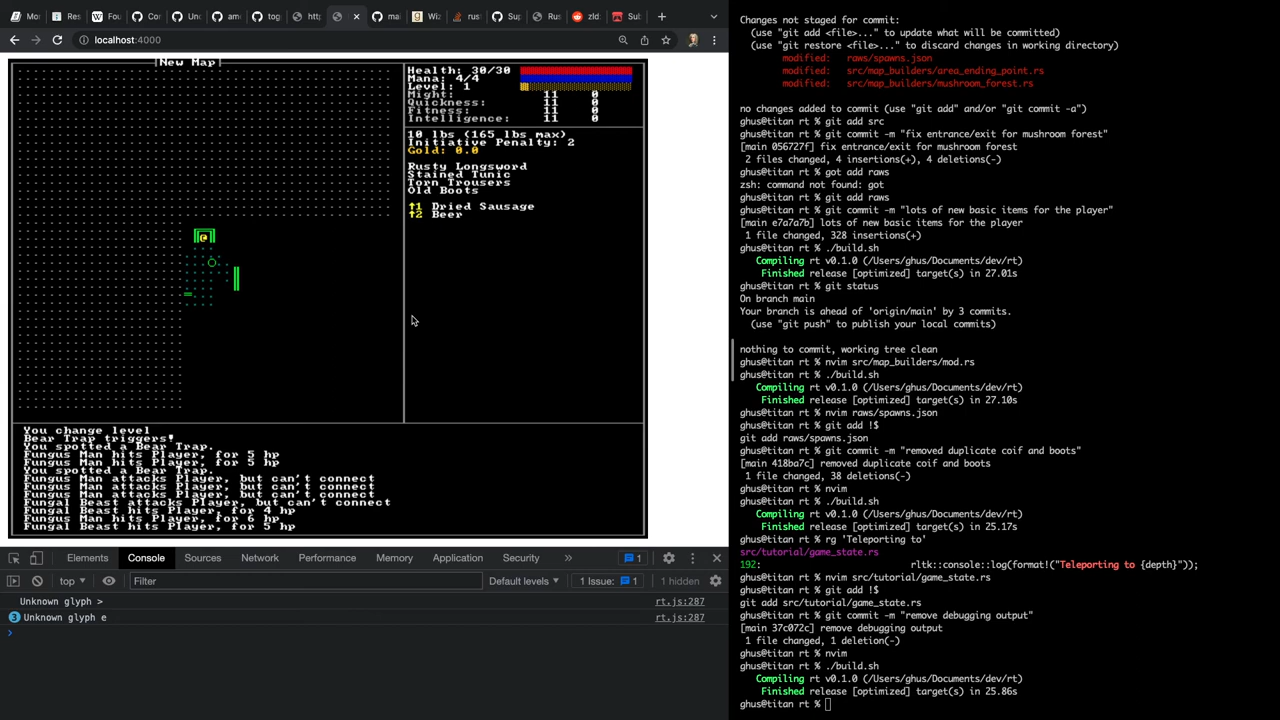 Mor
Res
Fou
Cor
Un
am
tog
htt
ma
Wiz
rus
Sup
Rus
zld
Sub
localhost:4000
New Map
Health: 30/30
Mana: 4/4
Level: 1
Might: 11 0
Quickness: 11 0
Fitness: 11 0
Intelligence: 11 0
10 lbs (165 lbs max)
Initiative Penalty: 2
Gold: 0.0
Rusty Longsword
Stained Tunic
Torn Trousers
Old Boots
↑1 Dried Sausage
↑2 Beer
You change level
Bear Trap triggers!
You spotted a Bear Trap.
Fungus Man hits Player, for 5 hp
Fungus Man hits Player, for 5 hp
You spotted a Bear Trap.
Fungus Man attacks Player, but can't connect
Fungus Man attacks Player, but can't connect
Fungus Man attacks Player, but can't connect
Fungal Beast attacks Player, but can't connect
Fungal Beast hits Player, for 4 hp
Fungus Man hits Player, for 6 hp
Fungal Beast hits Player, for 5 hp
Elements Console Sources Network Performance Memory Application Security » 1
top Filter Default levels 1 Issue: 1 1 hidden
Unknown glyph > rt.js:287
3 Unknown glyph e rt.js:287
>
Changes not staged for commit:
(use "git add <file>..." to update what will be committed)
(use "git restore <file>..." to discard changes in working directory)
modified: raws/spawns.json
modified: src/map_builders/area_ending_point.rs
modified: src/map_builders/mushroom_forest.rs
no changes added to commit (use "git add" and/or "git commit -a")
ghus@titan rt % git add src
ghus@titan rt % git commit -m "fix entrance/exit for mushroom forest"
[main 056727f] fix entrance/exit for mushroom forest
2 files changed, 4 insertions(+), 4 deletions(-)
ghus@titan rt % got add raws
zsh: command not found: got
ghus@titan rt % git add raws
ghus@titan rt % git commit -m "lots of new basic items for the player"
[main e7a7a7b] lots of new basic items for the player
1 file changed, 328 insertions(+)
ghus@titan rt % ./build.sh
Compiling rt v0.1.0 (/Users/ghus/Documents/dev/rt)
Finished release [optimized] target(s) in 27.01s
ghus@titan rt % git status
On branch main
Your branch is ahead of 'origin/main' by 3 commits.
(use "git push" to publish your local commits)
nothing to commit, working tree clean
ghus@titan rt % nvim src/map_builders/mod.rs
ghus@titan rt % ./build.sh
Compiling rt v0.1.0 (/Users/ghus/Documents/dev/rt)
Finished release [optimized] target(s) in 27.10s
ghus@titan rt % nvim raws/spawns.json
ghus@titan rt % git add !$
git add raws/spawns.json
ghus@titan rt % git commit -m "removed duplicate coif and boots"
[main 418ba7c] removed duplicate coif and boots
1 file changed, 38 deletions(-)
ghus@titan rt % nvim
ghus@titan rt % ./build.sh
Compiling rt v0.1.0 (/Users/ghus/Documents/dev/rt)
Finished release [optimized] target(s) in 25.17s
ghus@titan rt % rg 'Teleporting to'
src/tutorial/game_state.rs
192: rltk::console::log(format!("Teleporting to {depth}"));
ghus@titan rt % nvim src/tutorial/game_state.rs
ghus@titan rt % git add !$
git add src/tutorial/game_state.rs
ghus@titan rt % git commit -m "remove debugging output"
[main 37c072c] remove debugging output
1 file changed, 1 deletion(-)
ghus@titan rt % nvim
ghus@titan rt % ./build.sh
Compiling rt v0.1.0 (/Users/ghus/Documents/dev/rt)
Finished release [optimized] target(s) in 25.86s
ghus@titan rt %